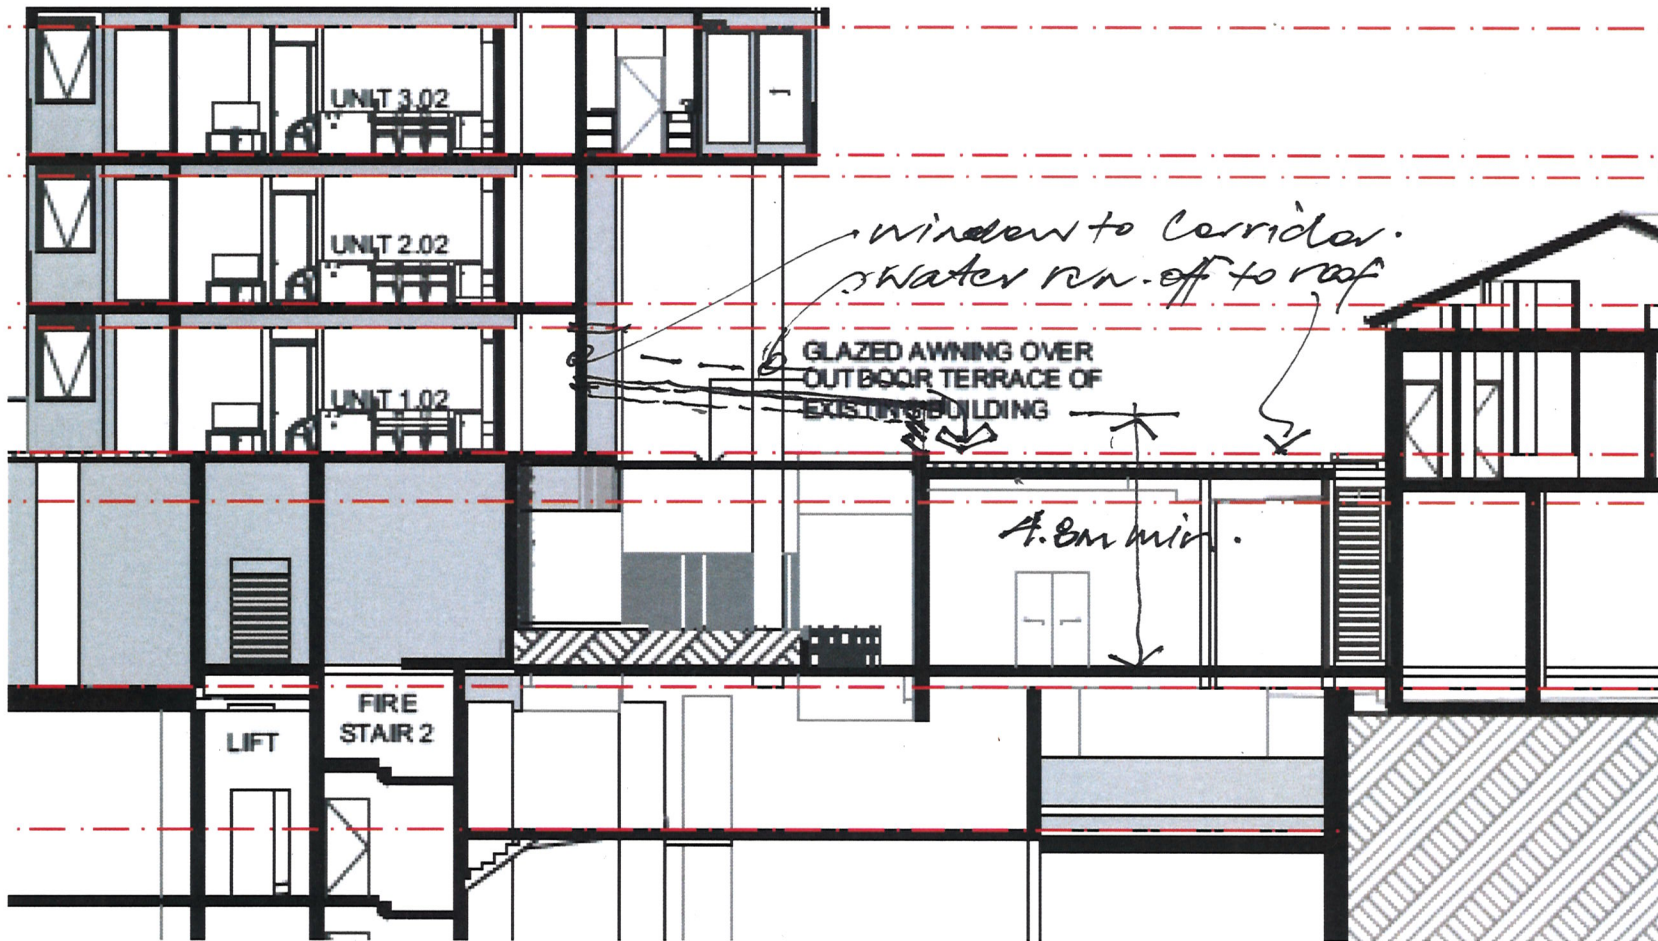 UNIT 3.02
UNIT 2.02
window to Corridor.
water run-off to roof
GLAZED AWNING OVER
OUTDOOR TERRACE OF
EXISTING BUILDING
UNIT 1.02
4.8m min.
FIRE
STAIR 2
LIFT